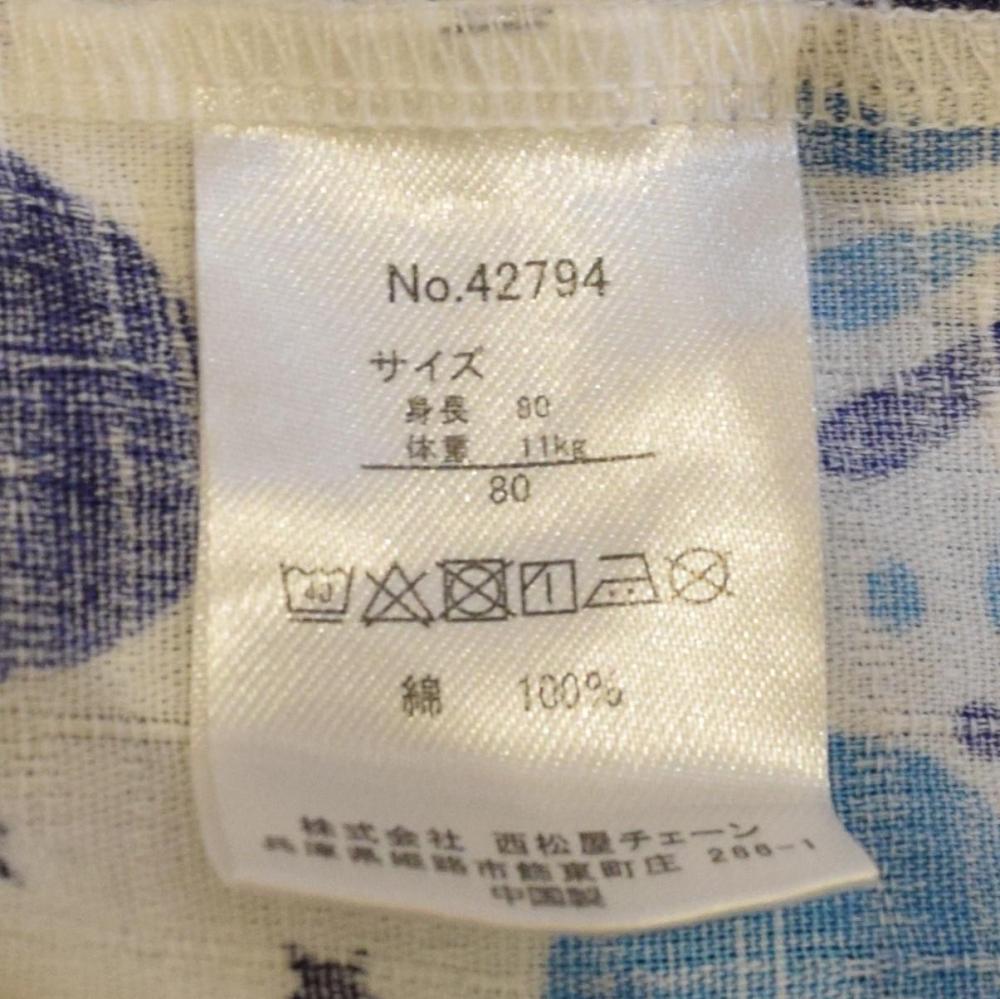 No.42794
サイズ
身長 80
体重 11kg
80
40
綿 100%
株式会社 西松屋チェーン
兵庫県姫路市飾東町庄 266-1
中国製